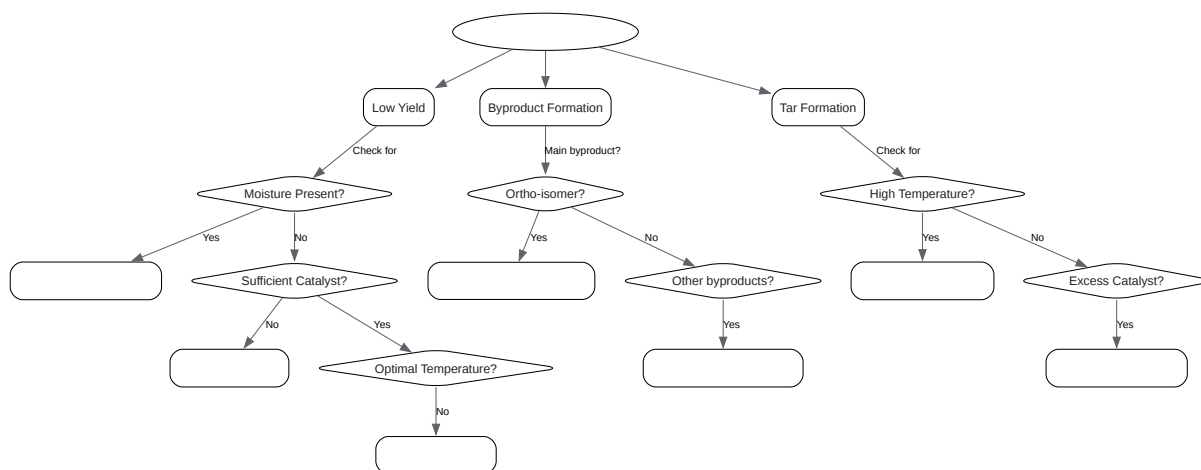 Low Yield
Byproduct Formation
Tar Formation
Check for
Main byproduct?
Check for
Moisture Present?
Ortho-isomer?
High Temperature?
Yes
No
Yes
No
Yes
No
Sufficient Catalyst?
Other byproducts?
Excess Catalyst?
No
Yes
Yes
Yes
Optimal Temperature?
No